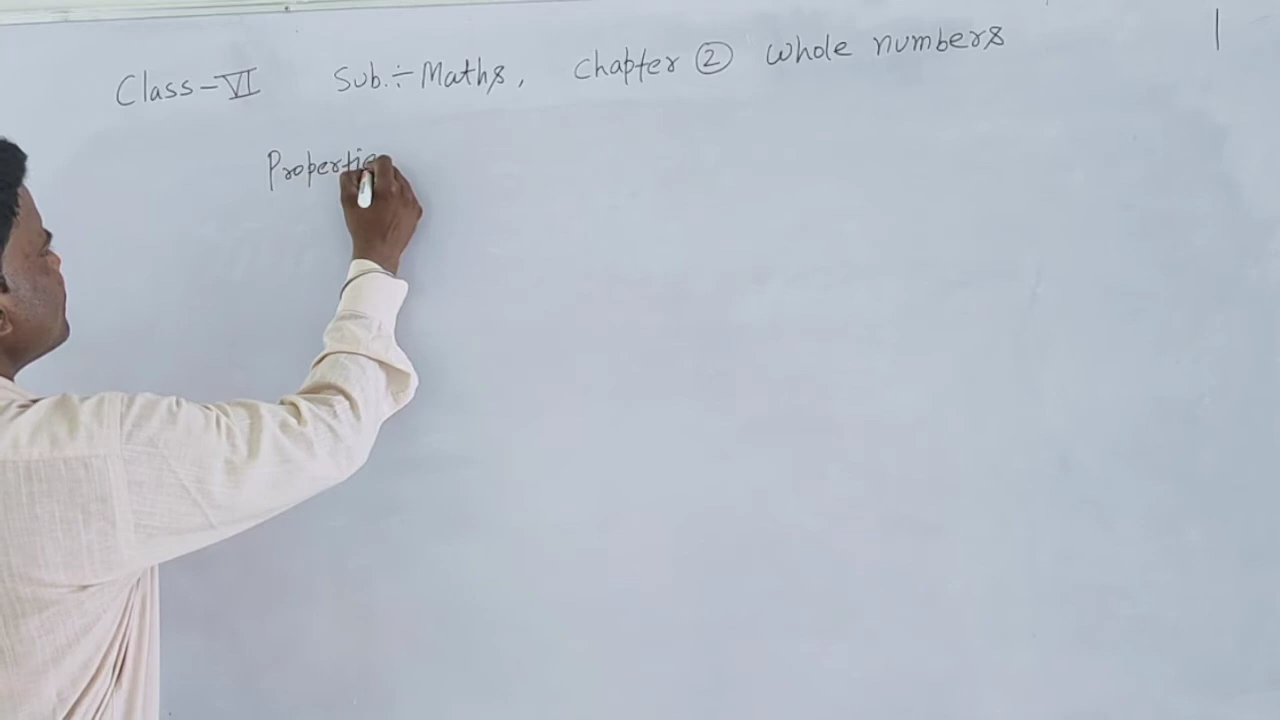 Class-VI Sub.÷ Maths, Chapter ② Whole numbers
Propertie